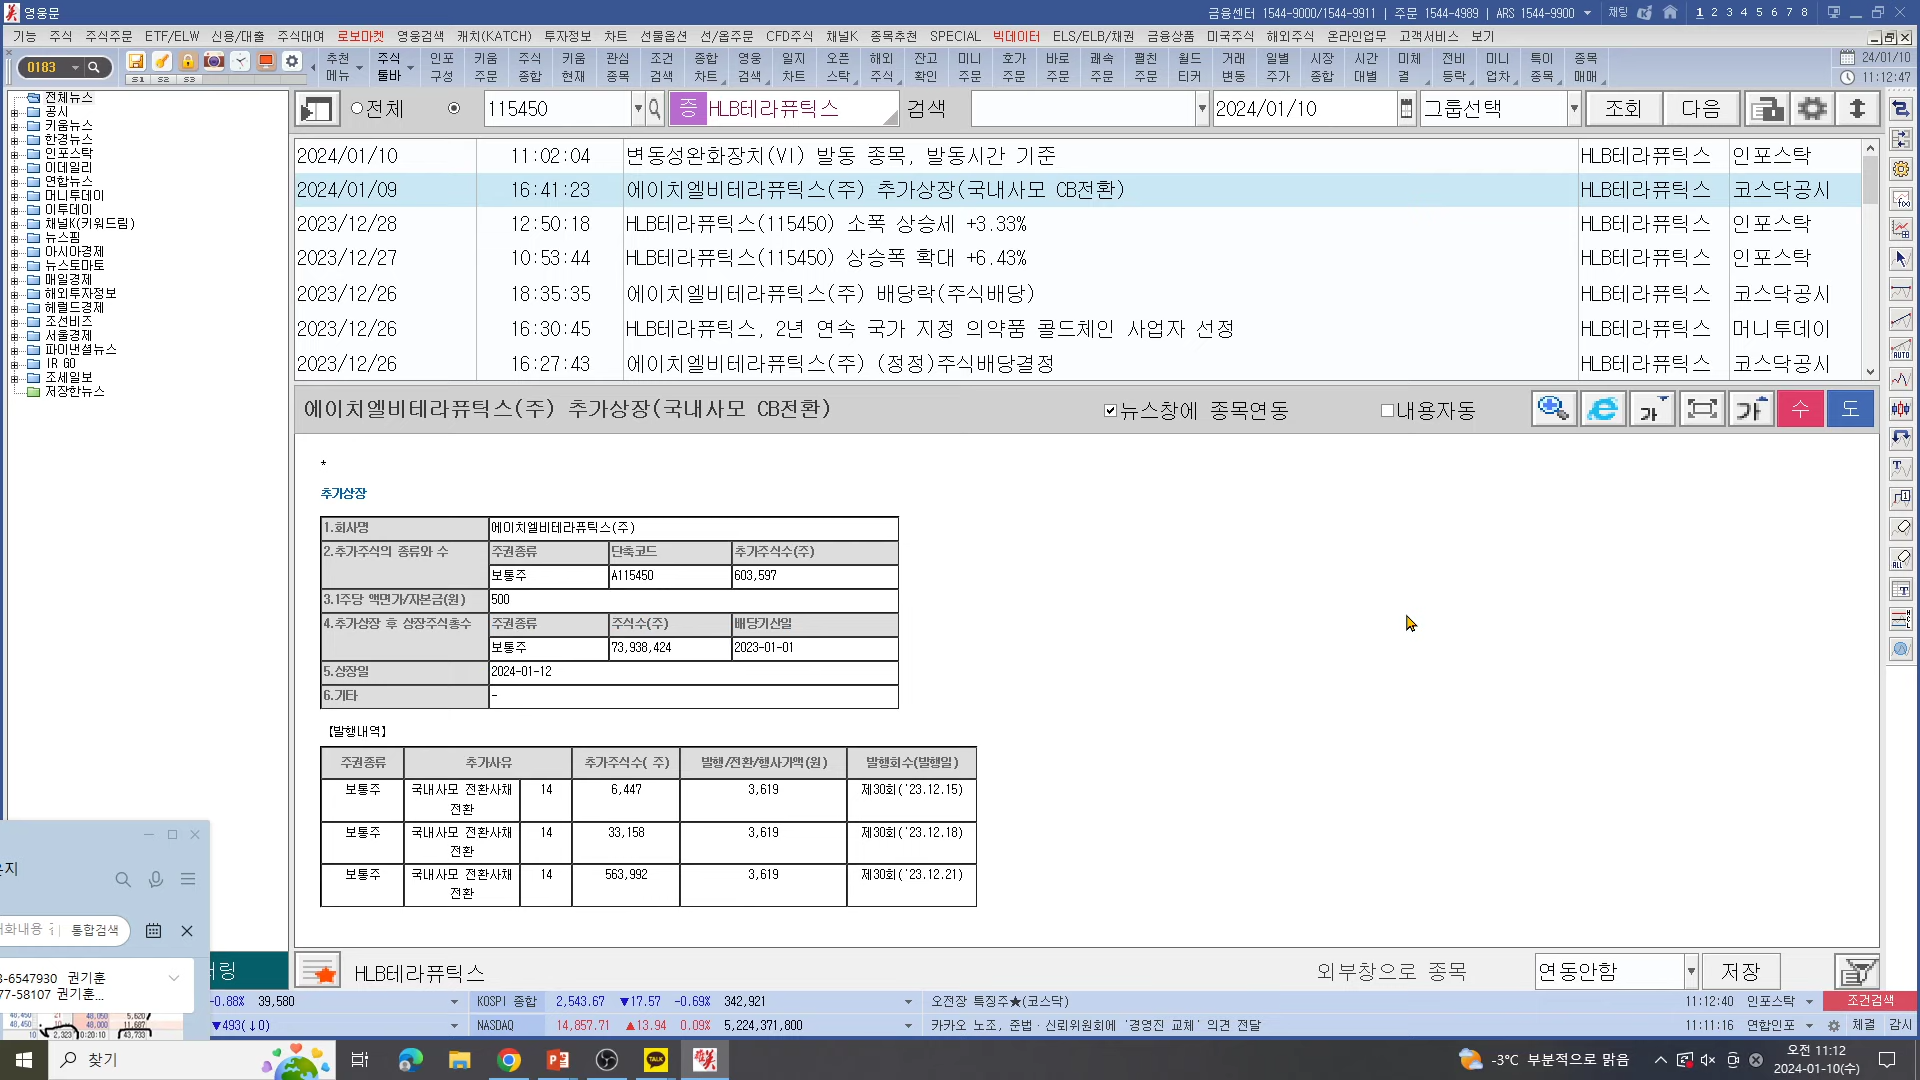 영웅문
금융센터 1544-9000/1544-9911 | 주문 1544-4989 | ARS 1544-9900 채팅 1 2 3 4 5 6 7 8
기능 주식 주식주문 ETF/ELW 신용/대출 주식대여 로보마켓 영웅검색 캐치(KATCH) 투자정보 차트 선물옵션 선/옵주문 CFD주식 채널K 종목추천 SPECIAL 빅데이터 ELS/ELB/채권 금융상품 미국주식 해외주식 온라인업무 고객서비스 보기
0183 S1 S2 S3
추천 주식 인포 키움 주식 키움 관심 조건 종합 영웅 일지 오픈 해외 잔고 미니 호가 바로 쾌속 펼친 월드 거래 일별 시장 시간 미체 전비 미니 특이 종목 24/01/10
메뉴 툴바 구성 주문 종합 현재 종목 검색 차트 검색 차트 스탁 주식 확인 주문 주문 주문 주문 주문 티커 변동 주가 종합 대별 결 등락 업차 종목 매매 11:12:47
전체뉴스
공시
키움뉴스
한경뉴스
인포스탁
이데일리
연합뉴스
머니투데이
이투데이
채널K(키워드림)
뉴스핌
아시아경제
뉴스토마토
매일경제
해외투자정보
헤럴드경제
조선비즈
서울경제
파이낸셜뉴스
IR GO
조세일보
저장한뉴스
전체 115450 증 HLB테라퓨틱스 검색 2024/01/10 그룹선택 조회 다음
2024/01/10 11:02:04 변동성완화장치(VI) 발동 종목, 발동시간 기준 HLB테라퓨틱스 인포스탁
2024/01/09 16:41:23 에이치엘비테라퓨틱스(주) 추가상장(국내사모 CB전환) HLB테라퓨틱스 코스닥공시
2023/12/28 12:50:18 HLB테라퓨틱스(115450) 소폭 상승세 +3.33% HLB테라퓨틱스 인포스탁
2023/12/27 10:53:44 HLB테라퓨틱스(115450) 상승폭 확대 +6.43% HLB테라퓨틱스 인포스탁
2023/12/26 18:35:35 에이치엘비테라퓨틱스(주) 배당락(주식배당) HLB테라퓨틱스 코스닥공시
2023/12/26 16:30:45 HLB테라퓨틱스, 2년 연속 국가 지정 의약품 콜드체인 사업자 선정 HLB테라퓨틱스 머니투데이
2023/12/26 16:27:43 에이치엘비테라퓨틱스(주) (정정)주식배당결정 HLB테라퓨틱스 코스닥공시
에이치엘비테라퓨틱스(주) 추가상장(국내사모 CB전환) 뉴스창에 종목연동 내용자동 가 가 수 도
*
추가상장
1.회사명 에이치엘비테라퓨틱스(주)
2.추가주식의 종류와 수 주권종류 단축코드 추가주식수(주)
보통주 A115450 603,597
3.1주당 액면가/자본금(원) 500
4.추가상장 후 상장주식총수 주권종류 주식수(주) 배당기산일
보통주 73,938,424 2023-01-01
5.상장일 2024-01-12
6.기타 -
【발행내역】
주권종류 추가사유 추가주식수( 주) 발행/전환/행사가액(원) 발행회수(발행일)
보통주 국내사모 전환사채 전환 14 6,447 3,619 제30회('23.12.15)
보통주 국내사모 전환사채 전환 14 33,158 3,619 제30회('23.12.18)
보통주 국내사모 전환사채 전환 14 563,992 3,619 제30회('23.12.21)
통합검색
-6547930 권기훈
77-58107 권기훈...
HLB테라퓨틱스 외부창으로 종목 연동안함 저장
-0.88% 39,580 KOSPI 종합 2,543.67 ▼17.57 -0.69% 342,921 오전장 특징주★(코스닥) 11:12:40 인포스탁 조건검색
▼493(↓0) NASDAQ 14,857.71 ▲13.94 0.09% 5,224,371,800 카카오 노조, 준법·신뢰위원회에 '경영진 교체' 의견 전달 11:11:16 연합인포 체결 감시
찾기 TALK -3℃ 부분적으로 맑음 오전 11:12
2024-01-10(수)